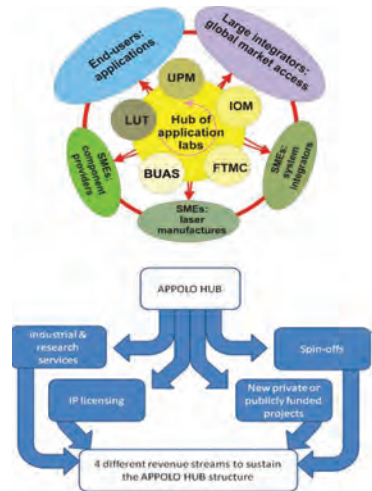 End-users:
applications
Large integrators:
global market
access
UPM
LUT
IOM
Hub of
application
labs
BUAS
FTMC
SMEs:
component
providers
SMEs:
system
integrators
SMEs:
laser
manufactures
APPOLO HUB
industrial &
research
services
Spin-offs
IP licensing
New private or
publicly funded
projects
4 different revenue streams to sustain
the APPOLO HUB structure